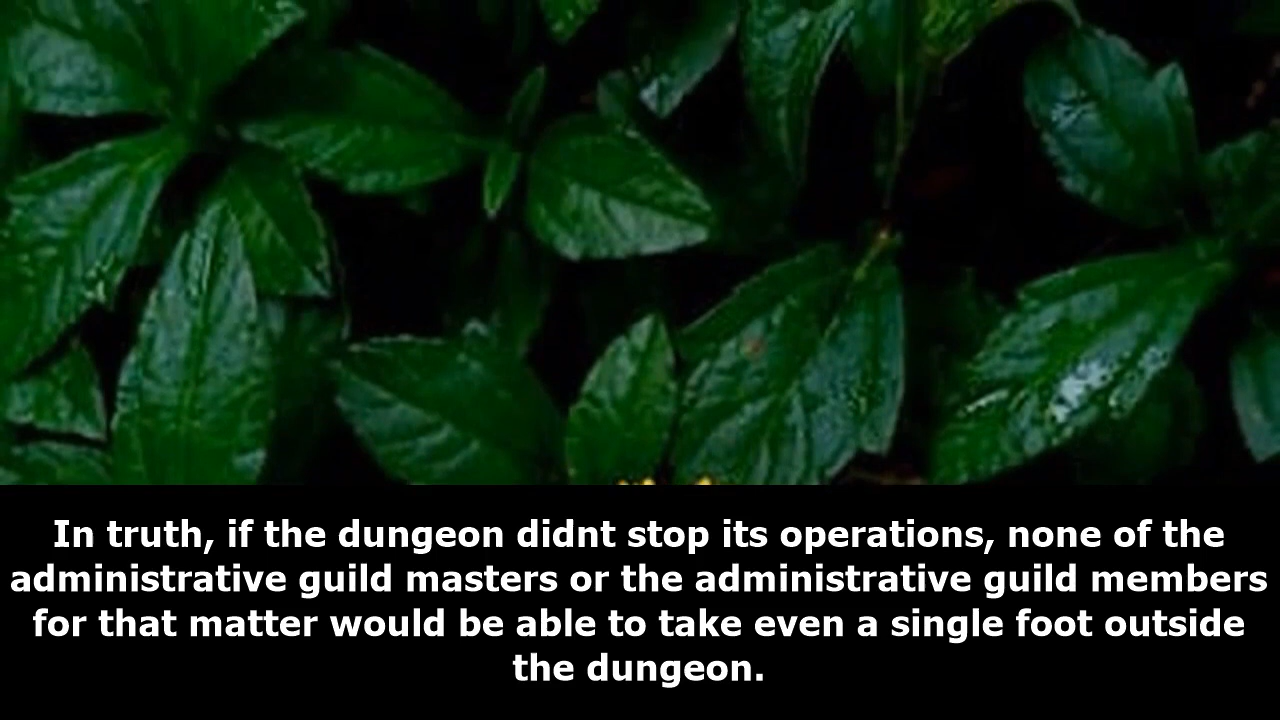 In truth, if the dungeon didnt stop its operations, none of the
administrative guild masters or the administrative guild members
for that matter would be able to take even a single foot outside
the dungeon.